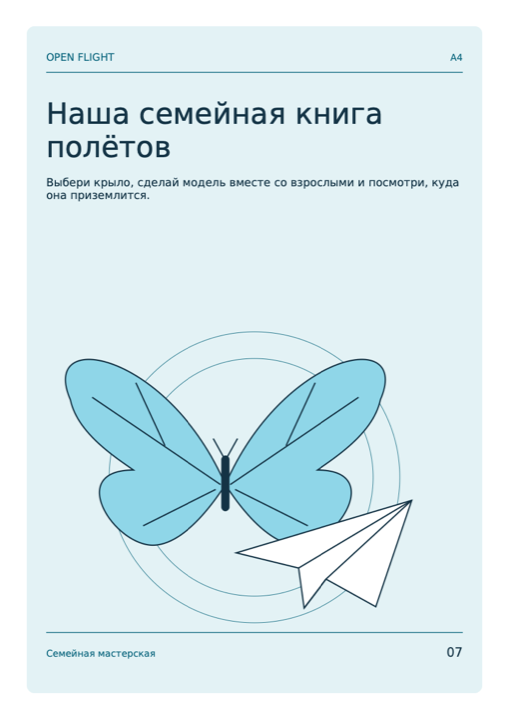 OPEN FLIGHT
A4
Наша семейная книга
полётов
Выбери крыло, сделай модель вместе со взрослыми и посмотри, куда
она приземлится.
Семейная мастерская
07